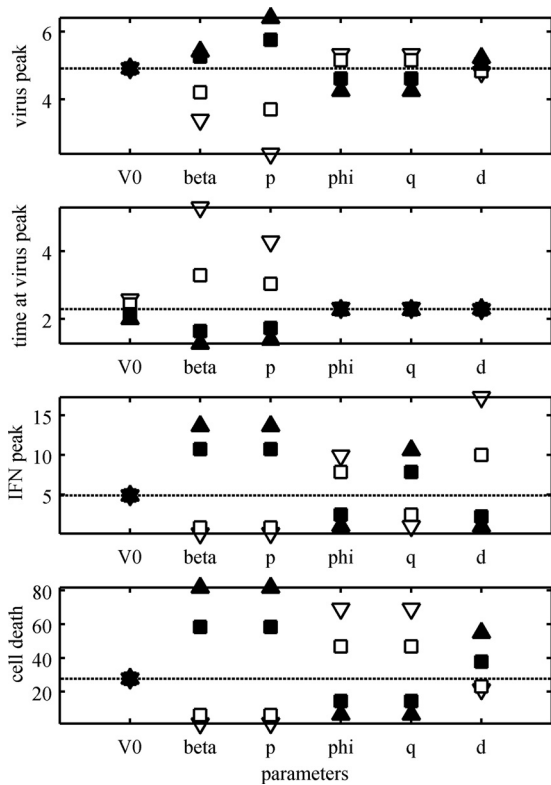 virus peak
6
4
V0 beta p phi q d
time at virus peak
4
2
V0 beta p phi q d
IFN peak
15
10
5
V0 beta p phi q d
cell death
80
60
40
20
V0 beta p phi q d
parameters